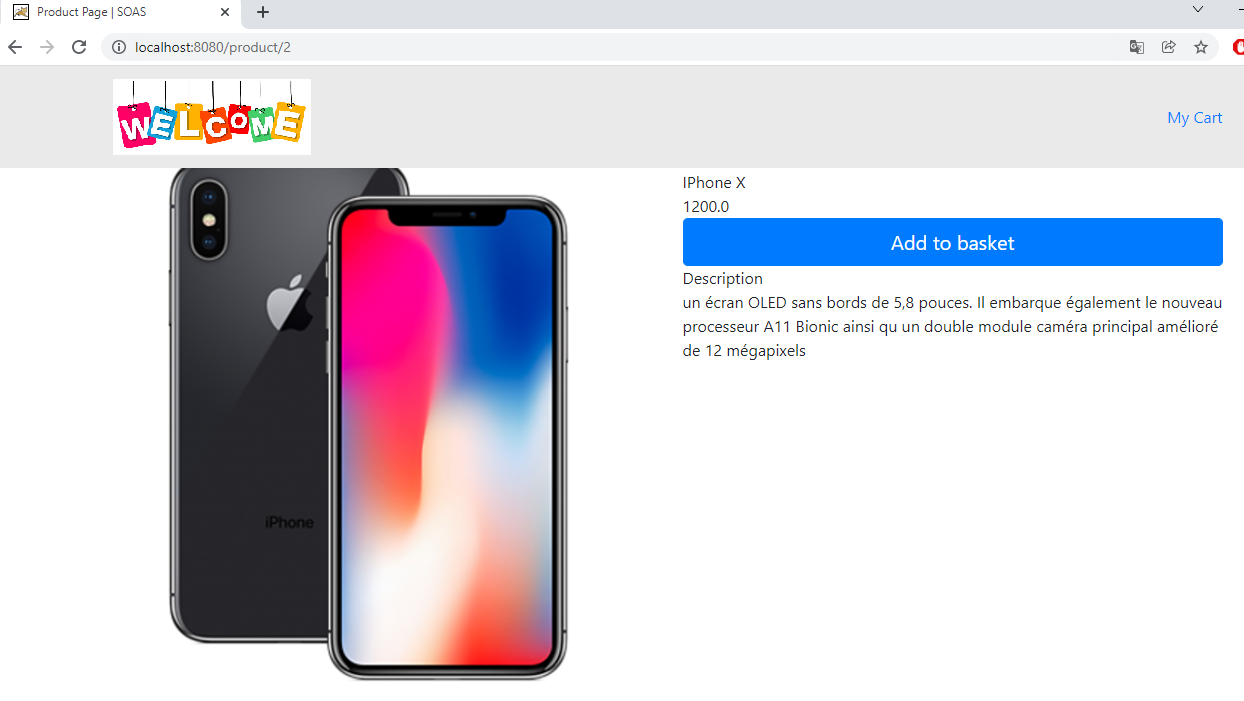 Product Page | SOAS
localhost:8080/product/2
WELCOME
My Cart
IPhone X
1200.0
Add to basket
Description
un écran OLED sans bords de 5,8 pouces. Il embarque également le nouveau
processeur A11 Bionic ainsi qu un double module caméra principal amélioré
de 12 mégapixels
iPhone